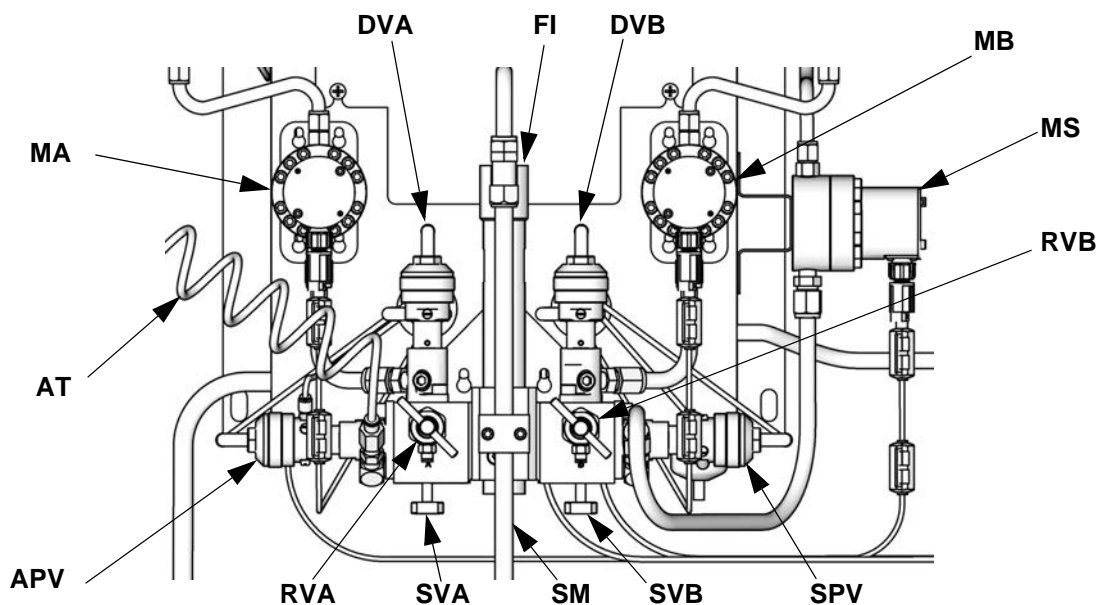 DVA FI DVB
MB
MA
MS
RVB
AT
APV
RVA SVA SM SVB SPV